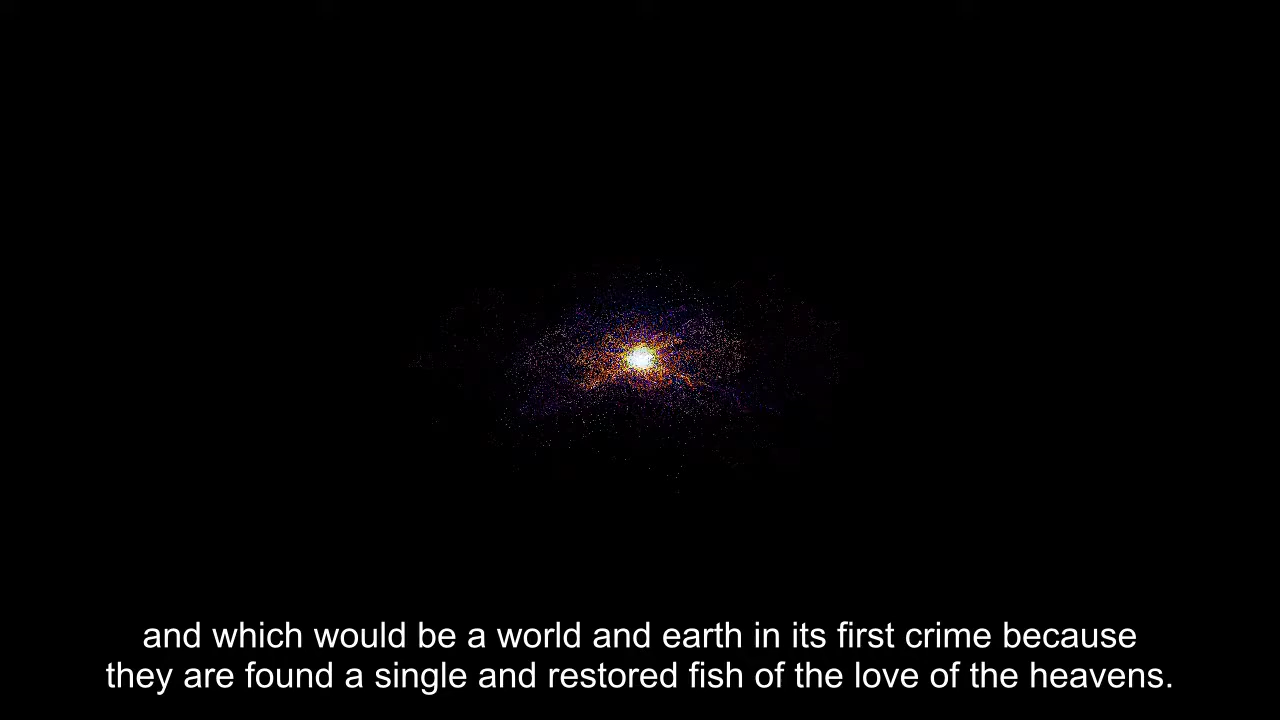 and which would be a world and earth in its first crime because
they are found a single and restored fish of the love of the heavens.